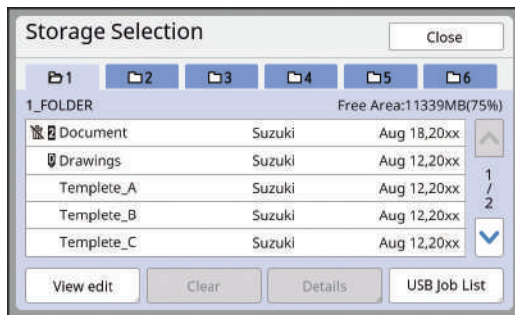 Storage Selection
Close
1 2 3 4 5 6
1_FOLDER Free Area:11339MB(75%)
2 Document Suzuki Aug 18,20xx
Drawings Suzuki Aug 12,20xx
Templete_A Suzuki Aug 12,20xx
Templete_B Suzuki Aug 12,20xx
Templete_C Suzuki Aug 12,20xx
1
/
2
View edit Clear Details USB Job List